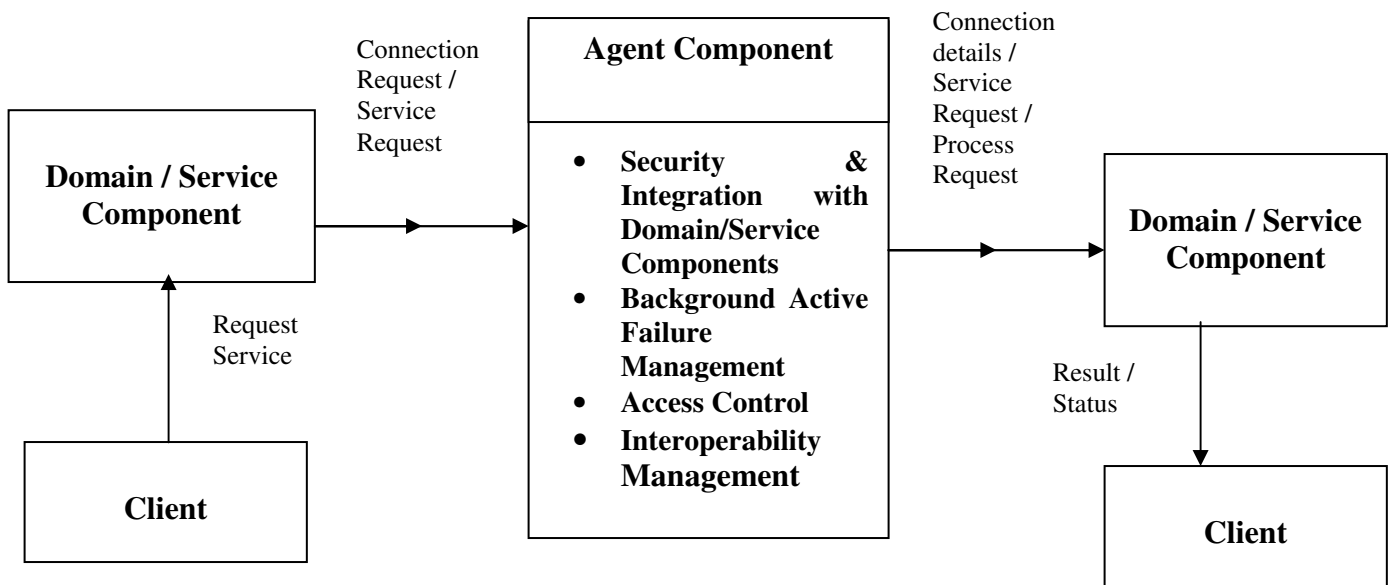 Connection
Request /
Service
Request
Agent Component
Connection
details /
Service
Request /
Process
Request
Domain / Service
Component
• Security &
Integration with
Domain/Service
Components
• Background Active
Failure
Management
• Access Control
• Interoperability
Management
Domain / Service
Component
Request
Service
Result /
Status
Client
Client